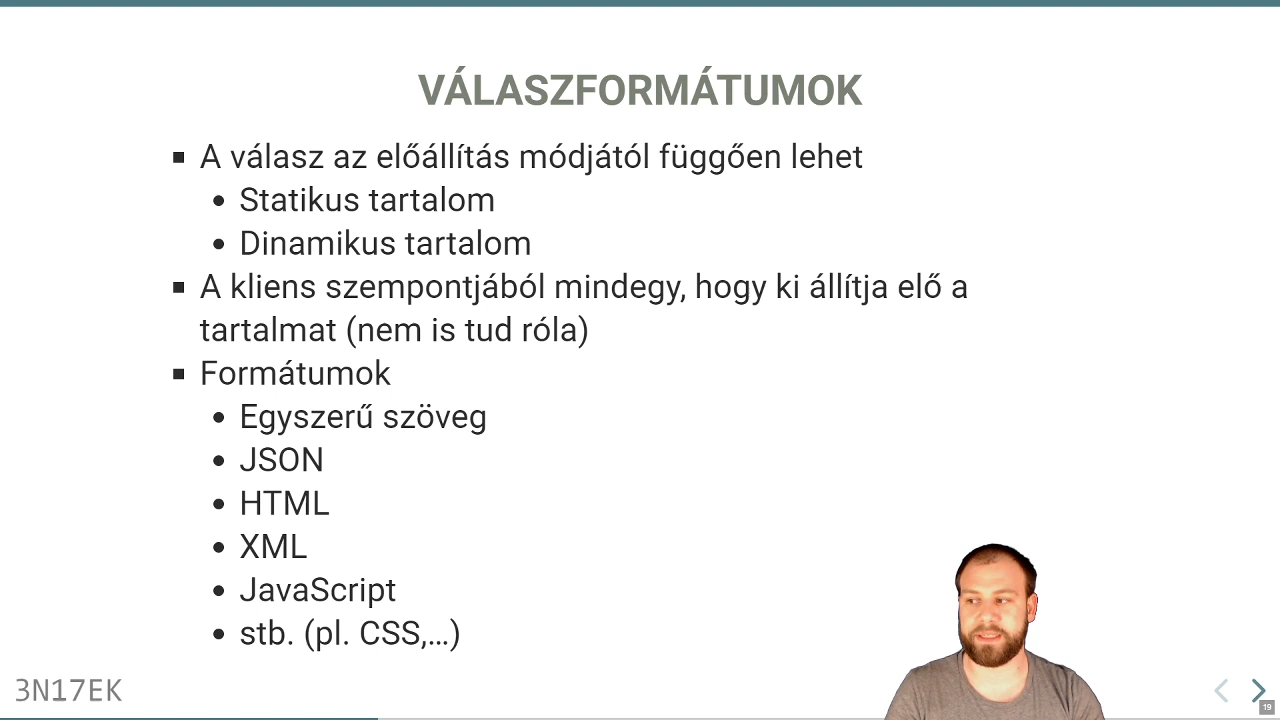 VÁLASZFORMÁTUMOK
A válasz az előállítás módjától függően lehet
Statikus tartalom
Dinamikus tartalom
A kliens szempontjából mindegy, hogy ki állítja elő a
tartalmat (nem is tud róla)
Formátumok
Egyszerű szöveg
JSON
HTML
XML
JavaScript
stb. (pl. CSS,...)
3N17EK
19